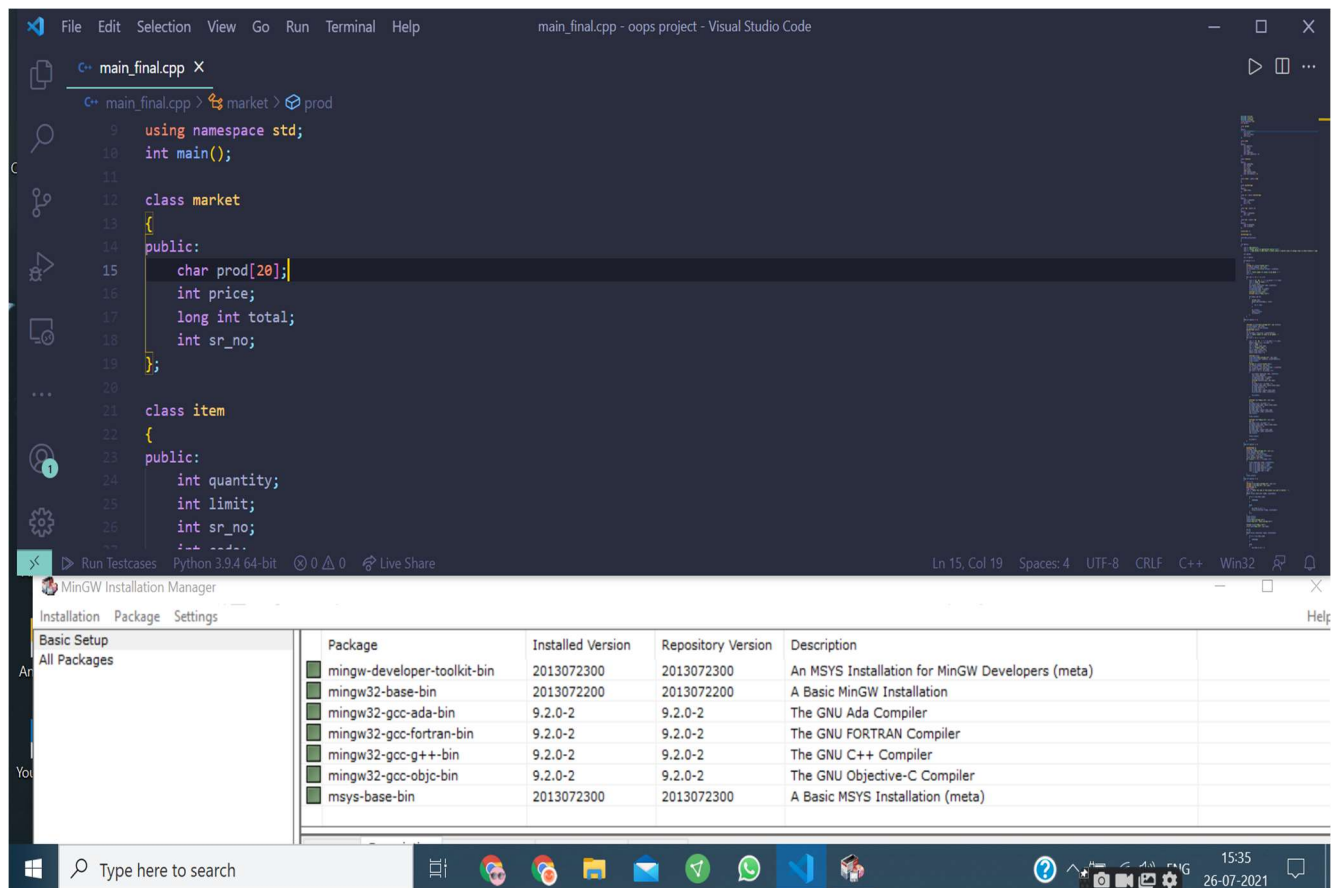 File Edit Selection View Go Run Terminal Help main_final.cpp - oops project - Visual Studio Code
C++ main_final.cpp X
C++ main_final.cpp > market > prod
9 using namespace std;
10 int main();
11
12 class market
13 {
14 public:
15 char prod[20];
16 int price;
17 long int total;
18 int sr_no;
19 };
20
21 class item
22 {
23 public:
24 int quantity;
25 int limit;
26 int sr_no;
1
Run Testcases Python 3.9.4 64-bit 0 0 Live Share Ln 15, Col 19 Spaces: 4 UTF-8 CRLF C++ Win32
MinGW Installation Manager
Installation Package Settings Help
Basic Setup
All Packages
Package Installed Version Repository Version Description
mingw-developer-toolkit-bin 2013072300 2013072300 An MSYS Installation for MinGW Developers (meta)
mingw32-base-bin 2013072200 2013072200 A Basic MinGW Installation
mingw32-gcc-ada-bin 9.2.0-2 9.2.0-2 The GNU Ada Compiler
mingw32-gcc-fortran-bin 9.2.0-2 9.2.0-2 The GNU FORTRAN Compiler
mingw32-gcc-g++-bin 9.2.0-2 9.2.0-2 The GNU C++ Compiler
mingw32-gcc-objc-bin 9.2.0-2 9.2.0-2 The GNU Objective-C Compiler
msys-base-bin 2013072300 2013072300 A Basic MSYS Installation (meta)
Type here to search
15:35
26-07-2021